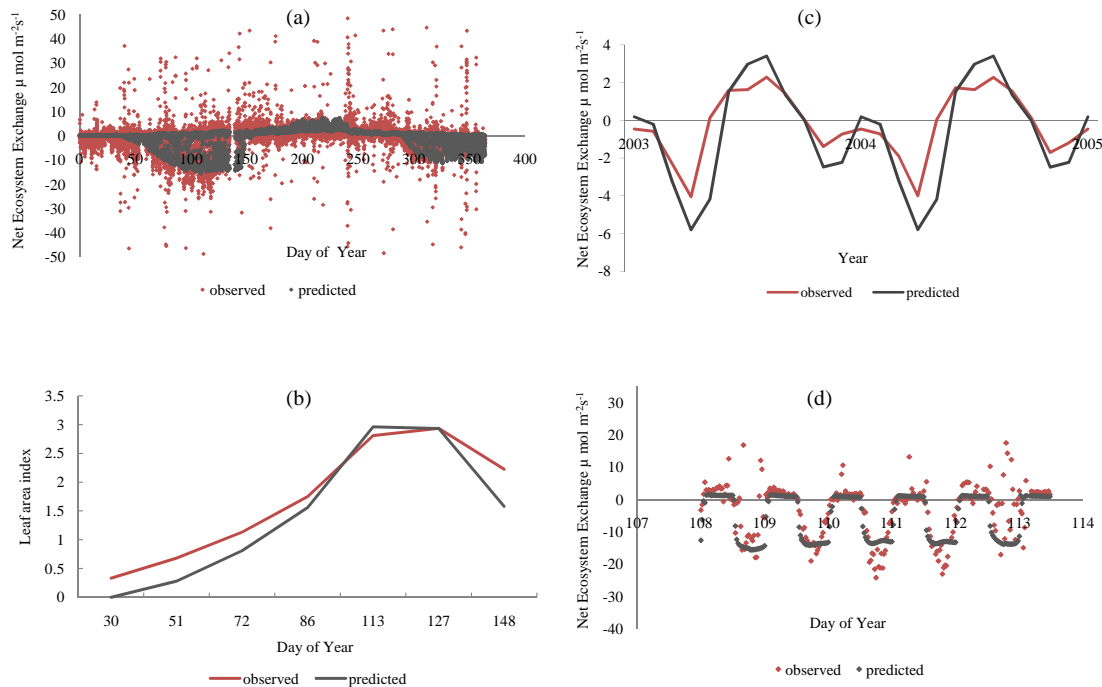 (a)
Net Ecosystem Exchange µ mol m-2s-1
50
40
30
20
10
0
-10
-20
-30
-40
-50
0 50 100 150 200 250 300 350 400
Day of Year
observed predicted
(c)
Net Ecosystem Exchange µ mol m-2s-1
4
2
0
-2
-4
-6
-8
2003 2004 2005
Year
observed predicted
(b)
Leaf area index
3.5
3
2.5
2
1.5
1
0.5
0
30 51 72 86 113 127 148
Day of Year
observed predicted
(d)
Net Ecosystem Exchange µ mol m-2s-1
30
20
10
0
-10
-20
-30
-40
107 108 109 110 111 112 113 114
Day of Year
observed predicted